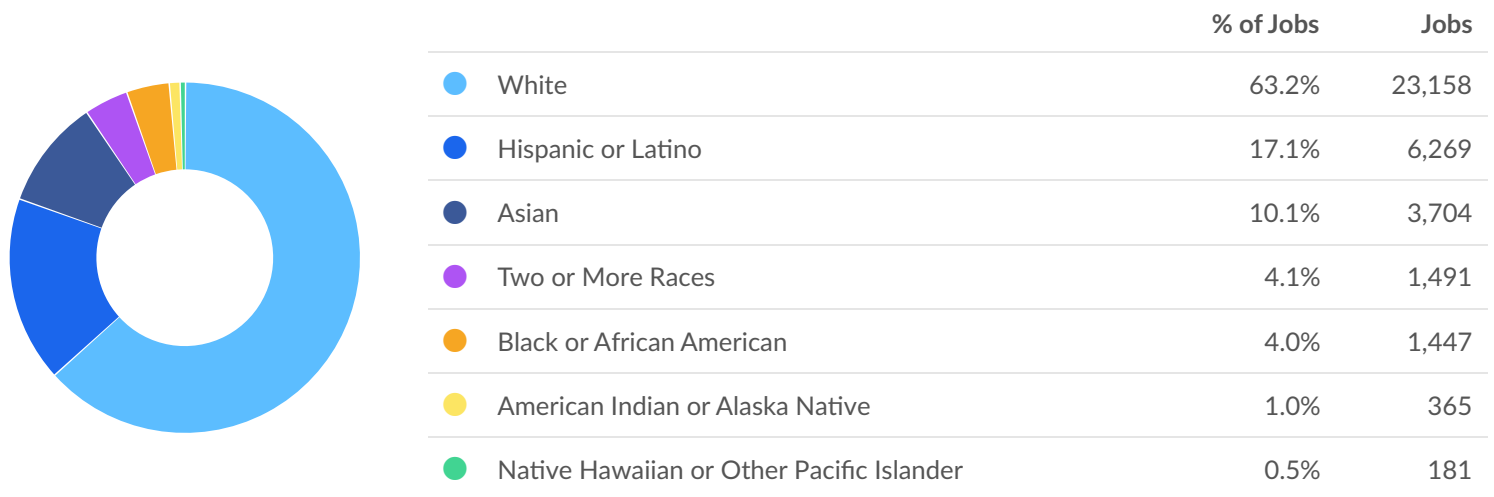 % of Jobs Jobs
White 63.2% 23,158
Hispanic or Latino 17.1% 6,269
Asian 10.1% 3,704
Two or More Races 4.1% 1,491
Black or African American 4.0% 1,447
American Indian or Alaska Native 1.0% 365
Native Hawaiian or Other Pacific Islander 0.5% 181